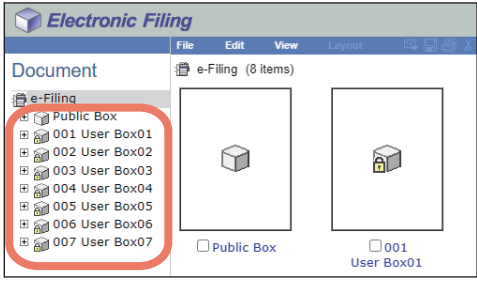 Electronic Filing
File Edit View Layout
Document
e-Filing (8 items)
e-Filing
Public Box
001 User Box01
002 User Box02
003 User Box03
004 User Box04
005 User Box05
006 User Box06
007 User Box07
Public Box
001
User Box01